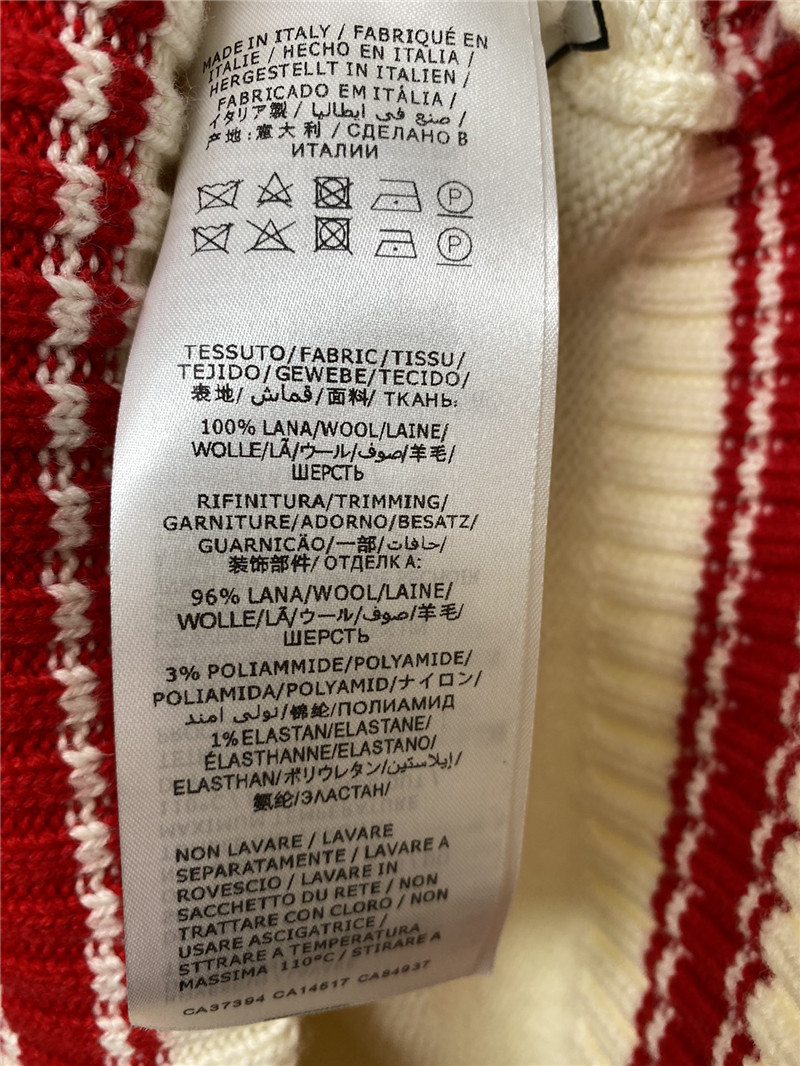 MADE IN ITALY / FABRIQUÉ EN
ITALIE / HECHO EN ITALIA /
HERGESTELLT IN ITALIEN /
FABRICADO EM ITÁLIA /
イタリア製 / صنع في ايطاليا /
产地:意大利 / СДЕЛАНО В
ИТАЛИИ
P
P
TESSUTO/FABRIC/TISSU/
TEJIDO/GEWEBE/TECIDO/
表地/ قماش/面料/ ТКАНЬ:
100% LANA/WOOL/LAINE/
WOLLE/LÃ/ウール/صوف/羊毛/
ШЕРСТЬ
RIFINITURA/TRIMMING/
GARNITURE/ADORNO/BESATZ/
GUARNICÃO/一部/حافات/
装饰部件/ ОТДЕЛК А:
96% LANA/WOOL/LAINE/
WOLLE/LÃ/ウール/صوف/羊毛/
ШЕРСТЬ
3% POLIAMMIDE/POLYAMIDE/
POLIAMIDA/POLYAMID/ナイロン/
نولى امند/锦纶/ПОЛИАМИД
1% ELASTAN/ELASTANE/
ÉLASTHANNE/ELASTANO/
ELASTHAN/ポリウレタン/إيلاستين/
氨纶/ЭЛАСТАН/
NON LAVARE / LAVARE
SEPARATAMENTE / LAVARE A
ROVESCIO / LAVARE IN
SACCHETTO DU RETE / NON
TRATTARE CON CLORO / NON
USARE ASCIGATRICE /
STTRARE A TEMPERATURA
MASSIMA 110°C / STIRARE A
CA37394 CA14517 CA84937